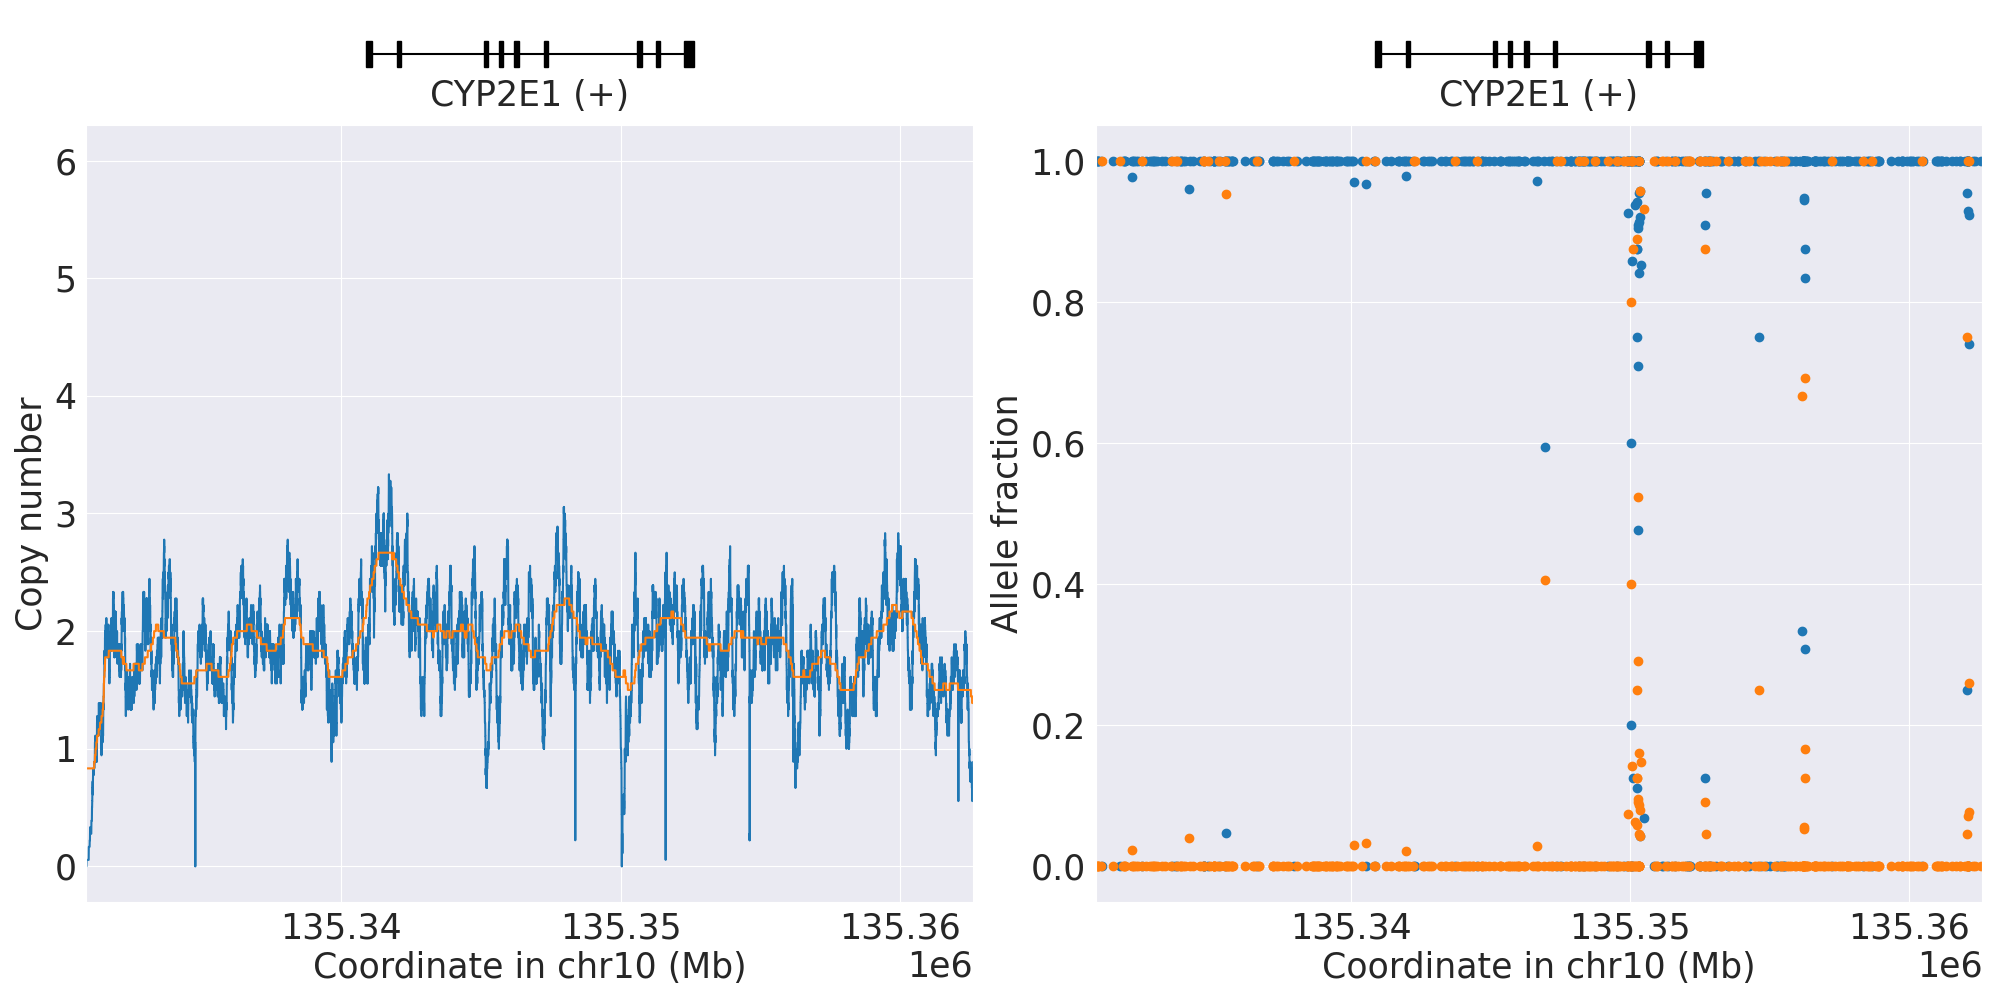 CYP2E1 (+)
6
5
4
3
2
1
0
Copy number
135.34 135.35 135.36
Coordinate in chr10 (Mb)
1e6
CYP2E1 (+)
1.0
0.8
0.6
0.4
0.2
0.0
Allele fraction
135.34 135.35 135.36
Coordinate in chr10 (Mb)
1e6